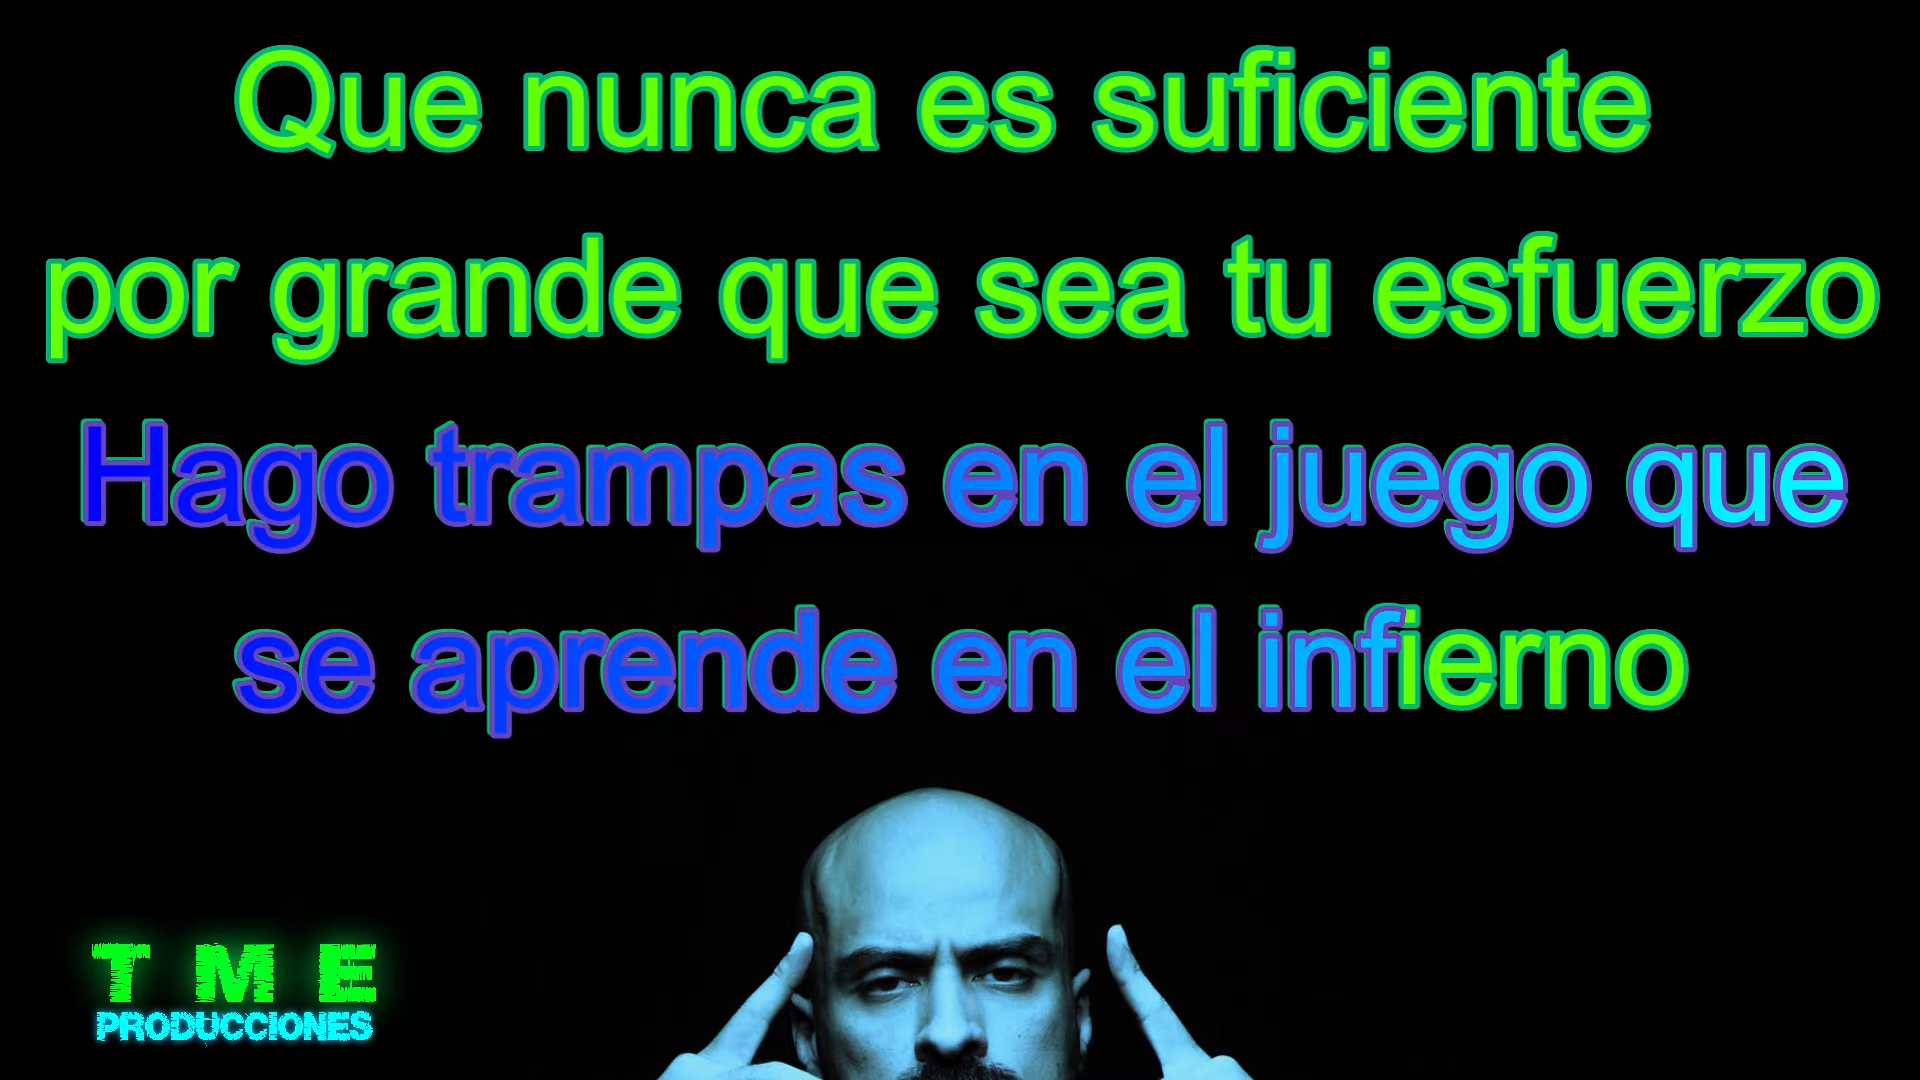 Que nunca es suficiente
por grande que sea tu esfuerzo
Hago trampas en el juego que
se aprende en el infierno
T M E
PRODUCCIONES